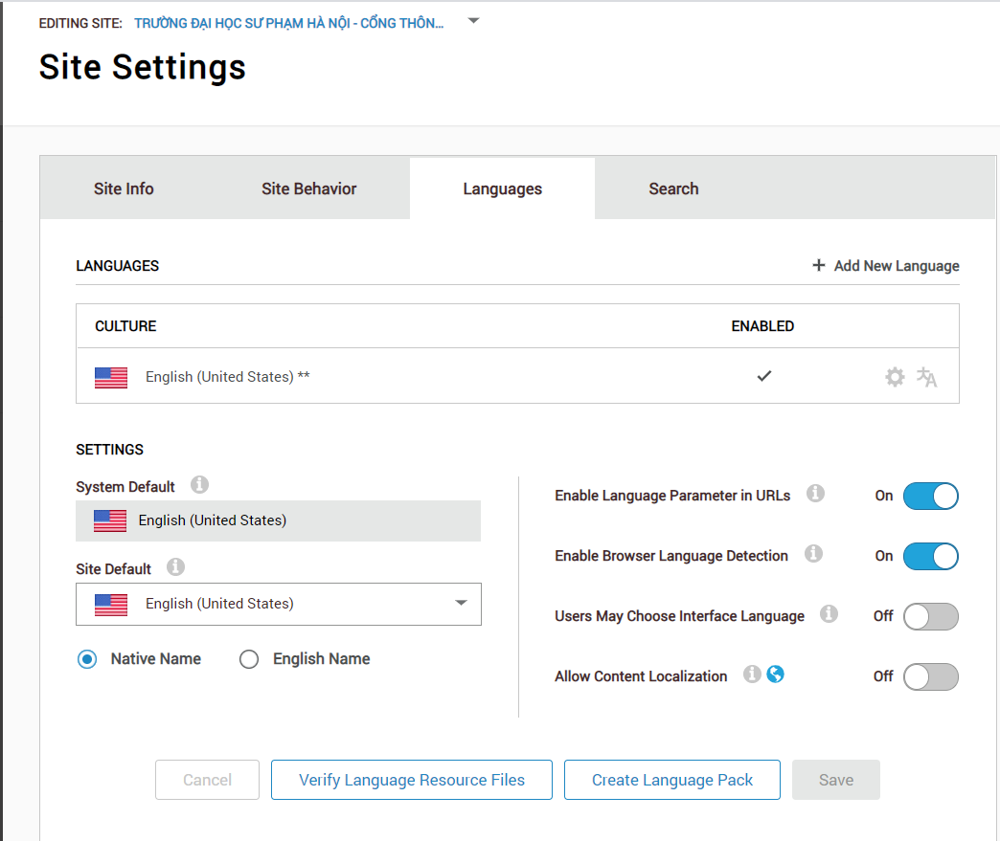 EDITING SITE: TRƯỜNG ĐẠI HỌC SƯ PHẠM HÀ NỘI - CỔNG THÔN...
Site Settings
Site Info Site Behavior Languages Search
LANGUAGES + Add New Language
CULTURE ENABLED
English (United States) **
SETTINGS
System Default
English (United States)
Site Default
English (United States)
Native Name English Name
Enable Language Parameter in URLs On
Enable Browser Language Detection On
Users May Choose Interface Language Off
Allow Content Localization Off
Cancel Verify Language Resource Files Create Language Pack Save